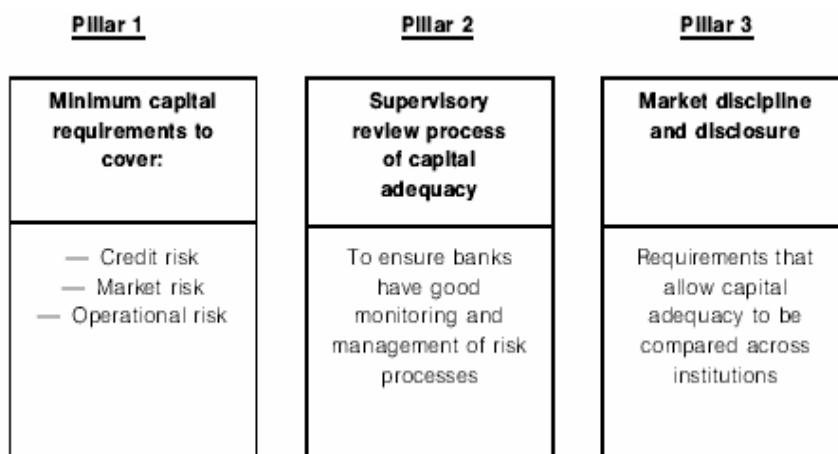 Pillar 1
Pillar 2
Pillar 3
Minimum capital
requirements to
cover:
Supervisory
review process
of capital
adequacy
Market discipline
and disclosure
— Credit risk
— Market risk
— Operational risk
To ensure banks
have good
monitoring and
management of risk
processes
Requirements that
allow capital
adequacy to be
compared across
institutions